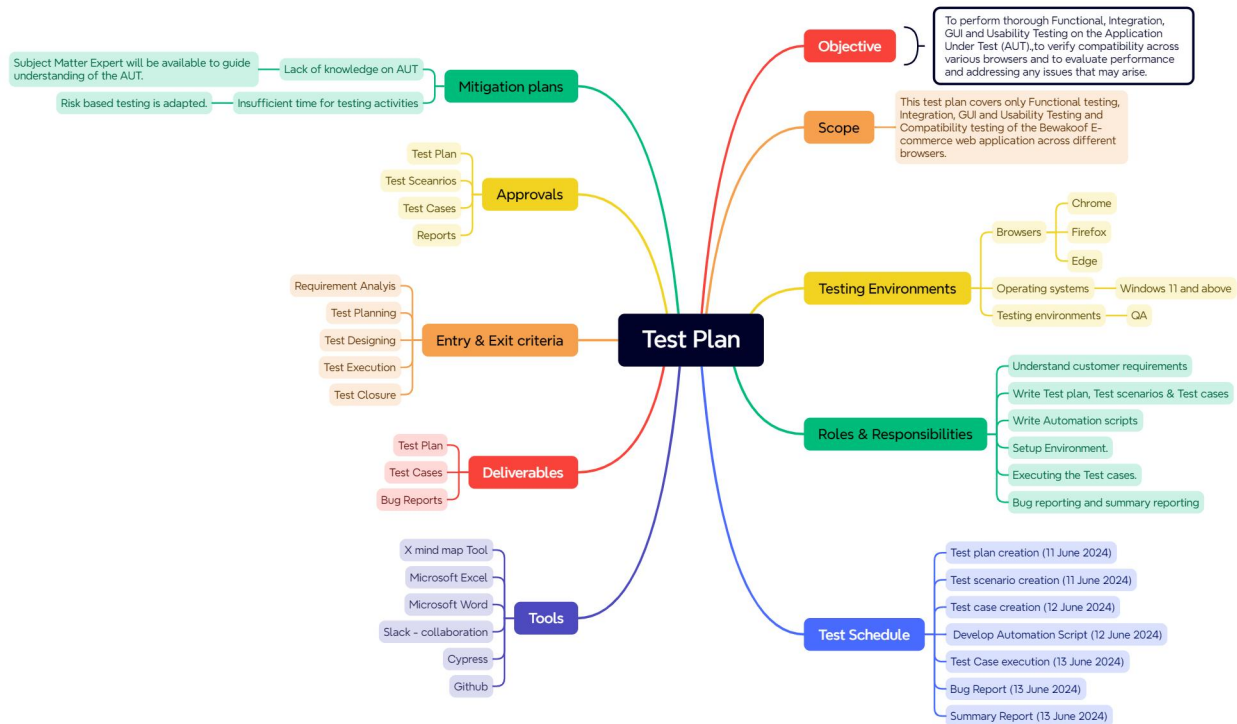 Test Plan
Objective
To perform thorough Functional, Integration,
GUI and Usability Testing on the Application
Under Test (AUT).,to verify compatibility across
various browsers and to evaluate performance
and addressing any issues that may arise.
Scope
This test plan covers only Functional testing,
Integration, GUI and Usability Testing and
Compatibility testing of the Bewakoof E-
commerce web application across different
browsers.
Testing Environments
Browsers
Chrome
Firefox
Edge
Operating systems
Windows 11 and above
Testing environments
QA
Roles & Responsibilities
Understand customer requirements
Write Test plan, Test scenarios & Test cases
Write Automation scripts
Setup Environment.
Executing the Test cases.
Bug reporting and summary reporting
Test Schedule
Test plan creation (11 June 2024)
Test scenario creation (11 June 2024)
Test case creation (12 June 2024)
Develop Automation Script (12 June 2024)
Test Case execution (13 June 2024)
Bug Report (13 June 2024)
Summary Report (13 June 2024)
Mitigation plans
Lack of knowledge on AUT
Subject Matter Expert will be available to guide
understanding of the AUT.
Insufficient time for testing activities
Risk based testing is adapted.
Approvals
Test Plan
Test Sceanrios
Test Cases
Reports
Entry & Exit criteria
Requirement Analyis
Test Planning
Test Designing
Test Execution
Test Closure
Deliverables
Test Plan
Test Cases
Bug Reports
Tools
X mind map Tool
Microsoft Excel
Microsoft Word
Slack - collaboration
Cypress
Github